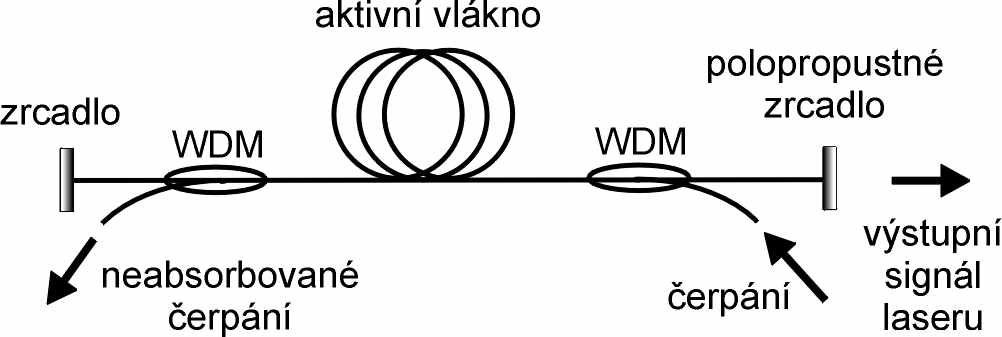 aktivní vlákno
zrcadlo
WDM
WDM
polopropustné
zrcadlo
neabsorbované
čerpání
čerpání
výstupní
signál
laseru